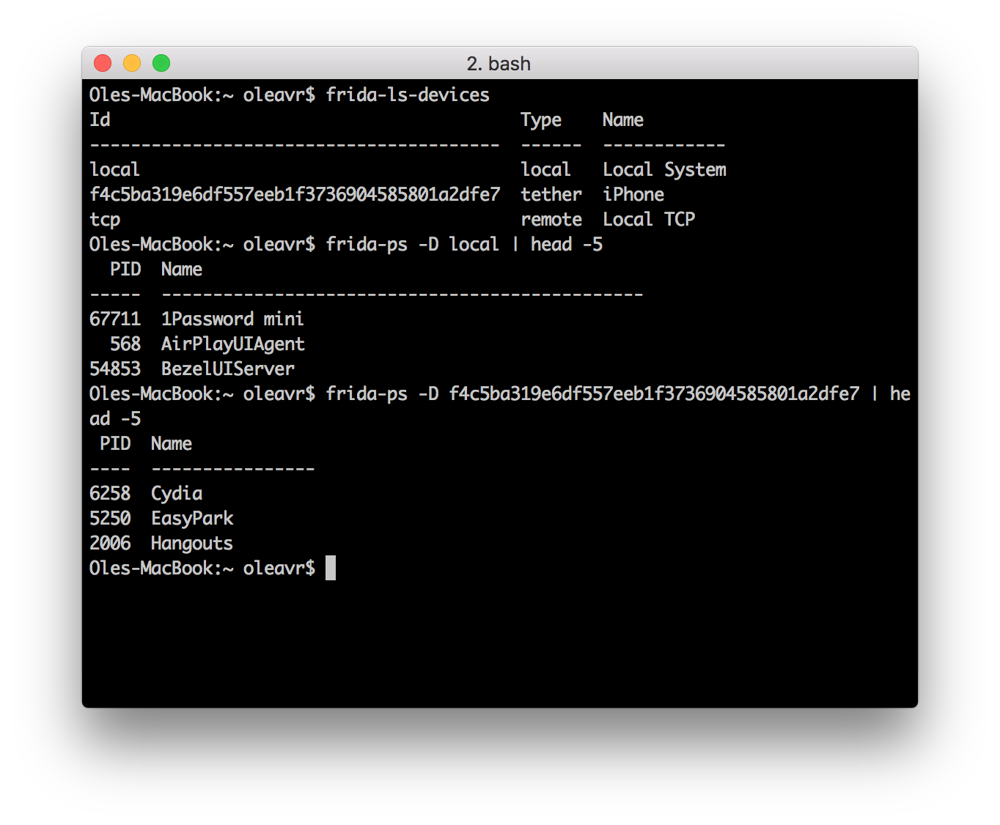 2. bash
Oles-MacBook:~ oleavr$ frida-ls-devices
Id                                        Type    Name
----------------------------------------  ------  ------------
local                                     local   Local System
f4c5ba319e6df557eeb1f3736904585801a2dfe7  tether  iPhone
tcp                                       remote  Local TCP
Oles-MacBook:~ oleavr$ frida-ps -D local | head -5
  PID  Name
-----  -----------------------------------------------
67711  1Password mini
  568  AirPlayUIAgent
54853  BezelUIServer
Oles-MacBook:~ oleavr$ frida-ps -D f4c5ba319e6df557eeb1f3736904585801a2dfe7 | he
ad -5
 PID  Name
----  ----------------
6258  Cydia
5250  EasyPark
2006  Hangouts
Oles-MacBook:~ oleavr$